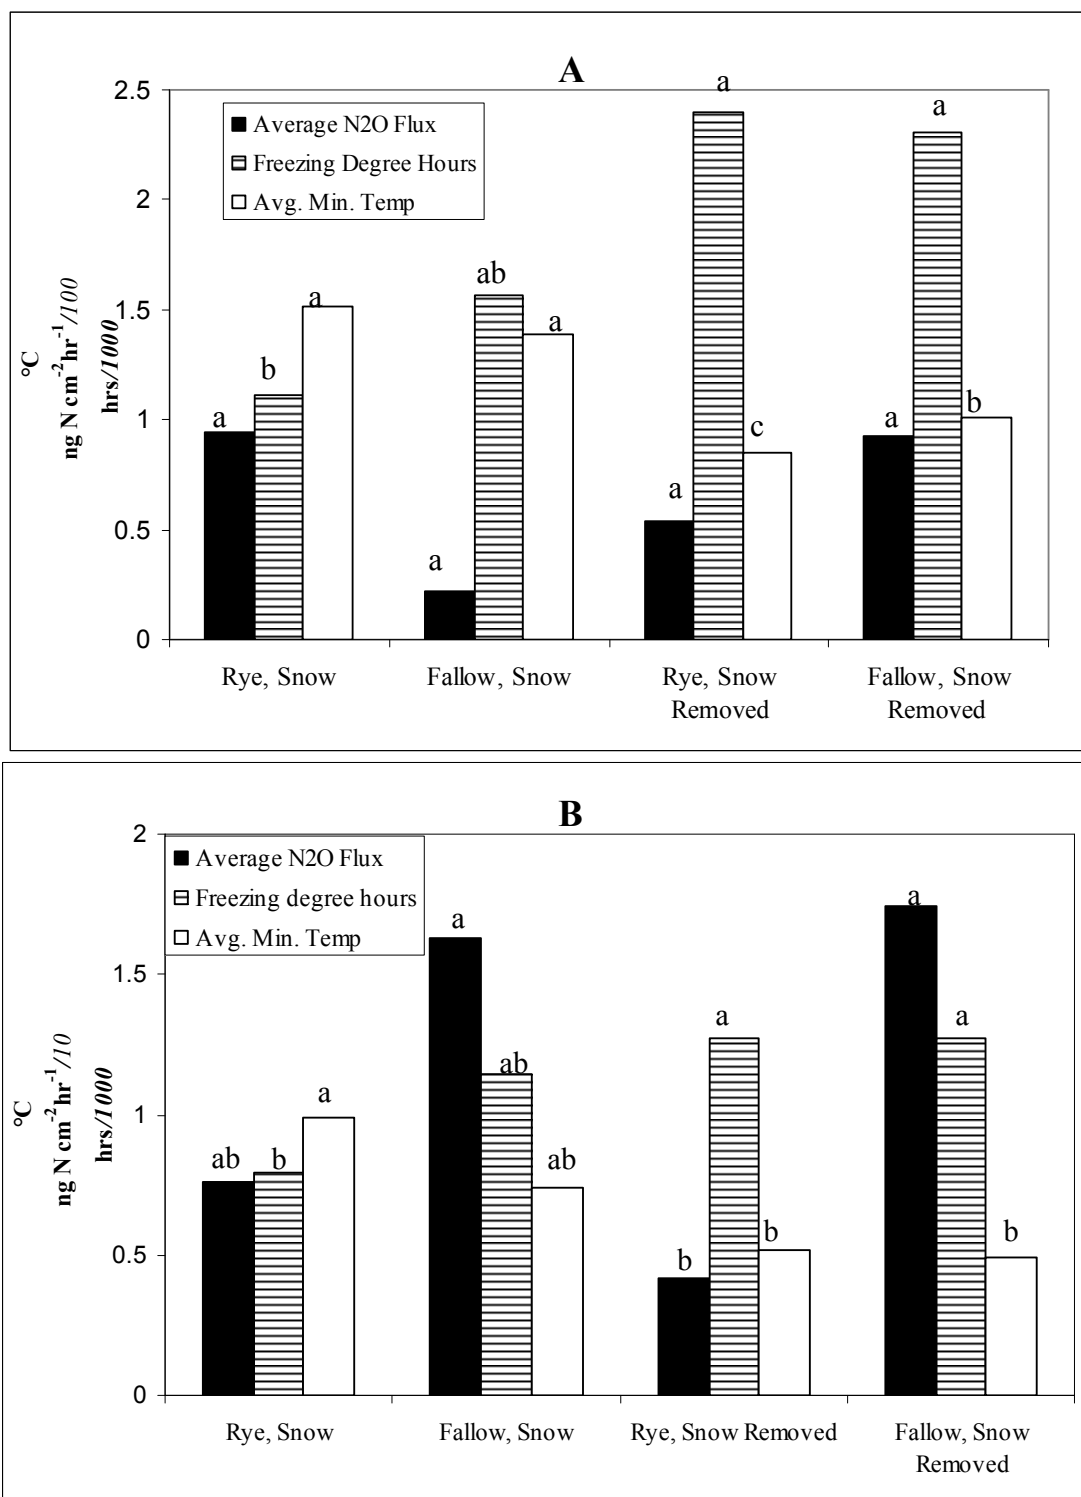 A
2.5
2
1.5
1
0.5
0
°C
ng N cm-2hr-1/100
hrs/1000
Average N2O Flux
Freezing Degree Hours
Avg. Min. Temp
a
b
a
a
ab
a
a
a
c
a
a
b
Rye, Snow
Fallow, Snow
Rye, Snow
Removed
Fallow, Snow
Removed
B
2
1.5
1
0.5
0
°C
ng N cm-2hr-1/10
hrs/1000
Average N2O Flux
Freezing degree hours
Avg. Min. Temp
ab
b
a
a
ab
ab
b
a
b
a
a
b
Rye, Snow
Fallow, Snow
Rye, Snow Removed
Fallow, Snow
Removed